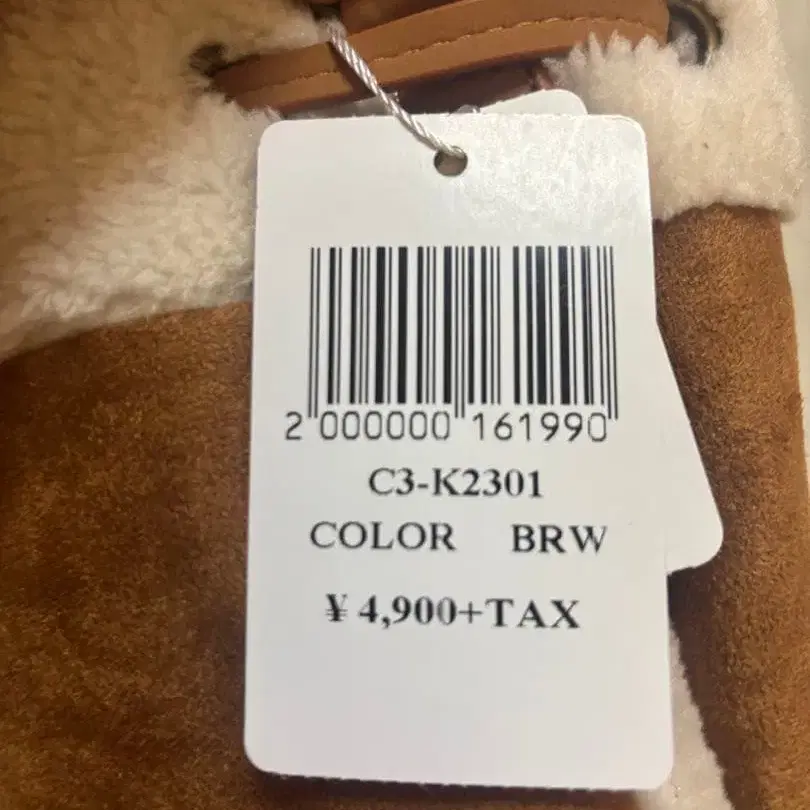 2 000000 161990
C3-K2301
COLOR BRW
¥ 4,900+TAX